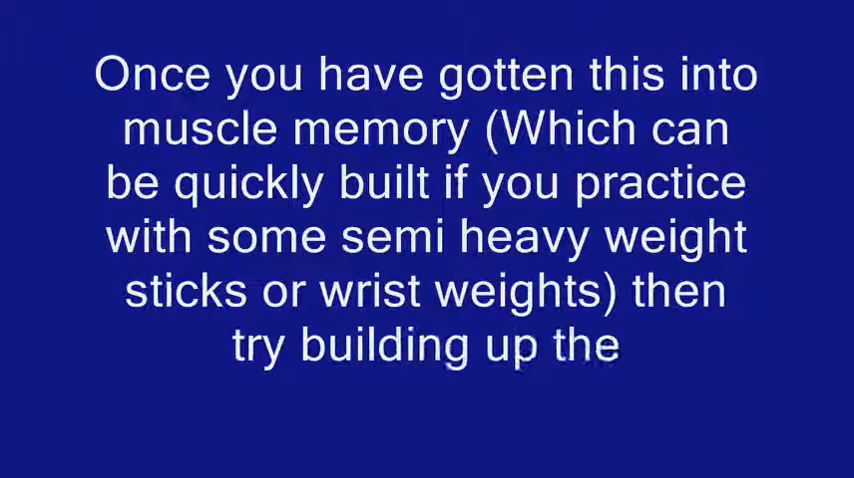 Once you have gotten this into
muscle memory (Which can
be quickly built if you practice
with some semi heavy weight
sticks or wrist weights) then
try building up the